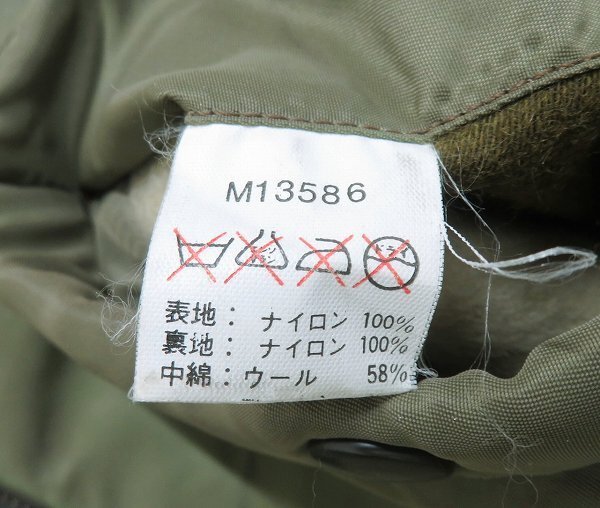 M13586
表地: ナイロン 100%
裏地: ナイロン 100%
中綿: ウール 58%